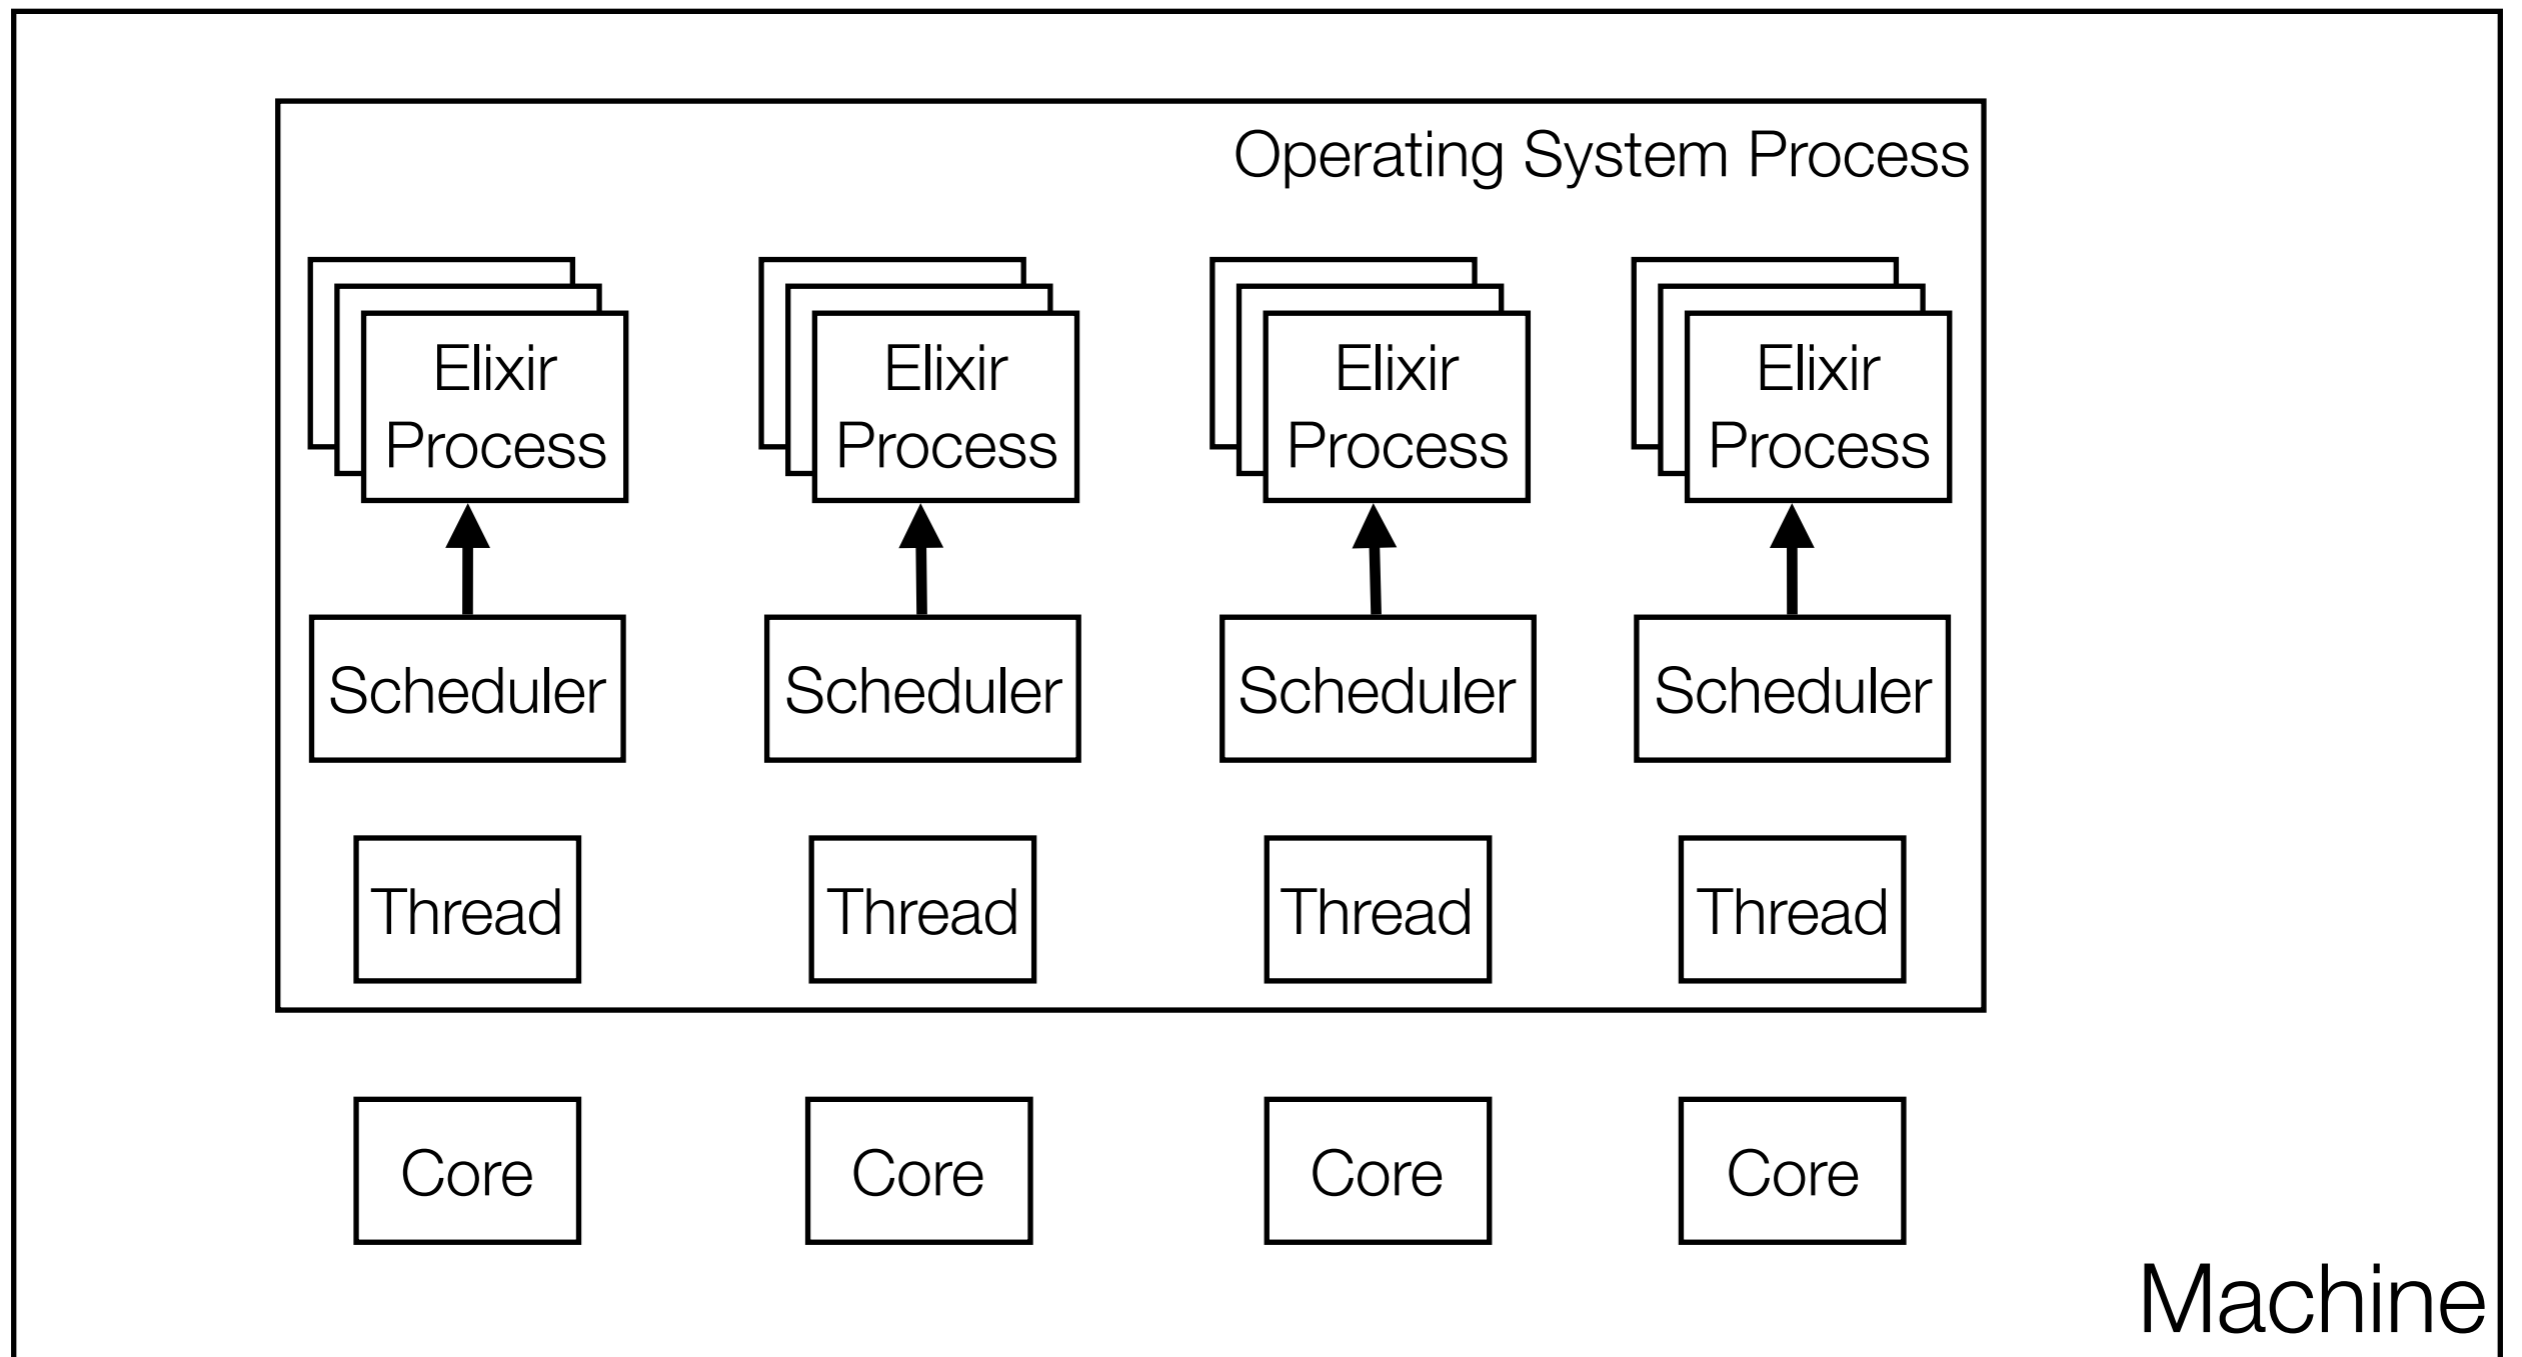 Operating System Process
Elixir
Process
Elixir
Process
Elixir
Process
Elixir
Process
Scheduler
Scheduler
Scheduler
Scheduler
Thread
Thread
Thread
Thread
Core
Core
Core
Core
Machine